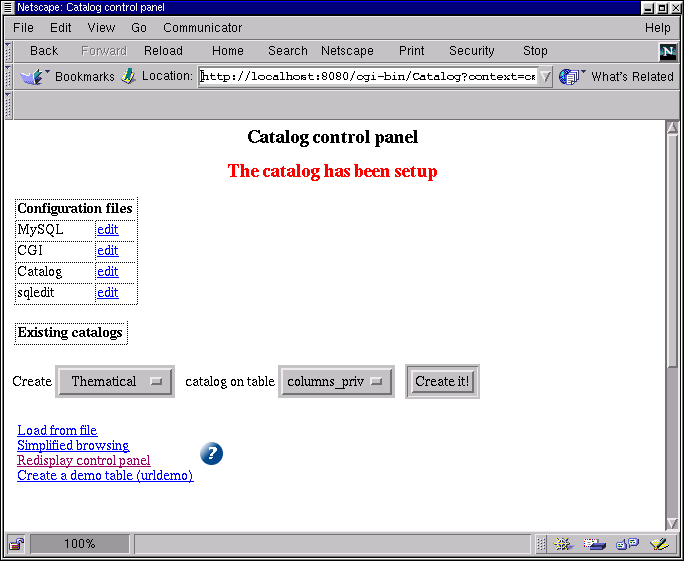 Netscape: Catalog control panel
File Edit View Go Communicator Help
Back Forward Reload Home Search Netscape Print Security Stop
N
Bookmarks Location: http://localhost:8080/cgi-bin/Catalog?context=c What's Related
Catalog control panel
The catalog has been setup
Configuration files
MySQL edit
CGI edit
Catalog edit
sqledit edit
Existing catalogs
Create Thematical catalog on table columns_priv Create it!
Load from file
Simplified browsing
Redisplay control panel
?
Create a demo table (urldemo)
100%